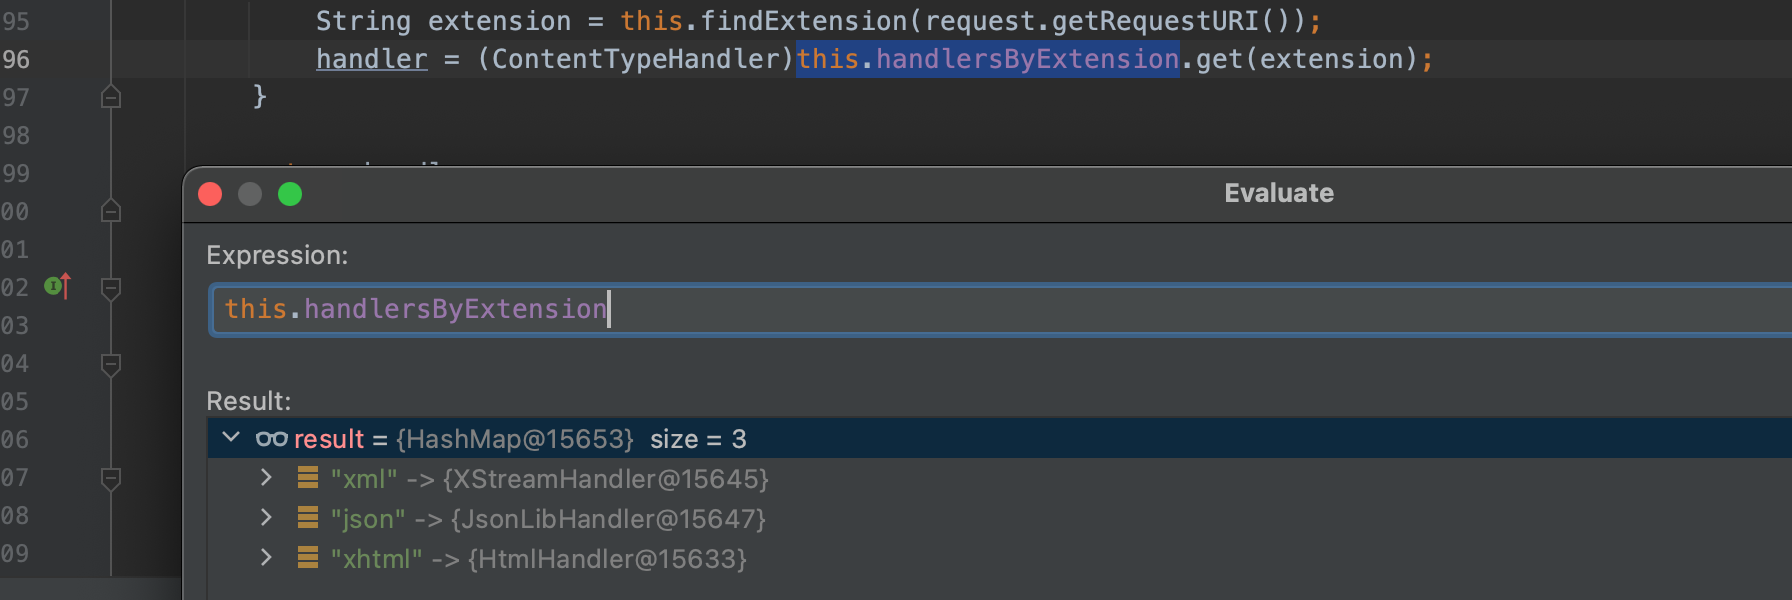 95 String extension = this.findExtension(request.getRequestURI());
96 handler = (ContentTypeHandler)this.handlersByExtension.get(extension);
97 }
98
99
00
01
02
03
04
05
06
07
08
09
Evaluate
Expression:
this.handlersByExtension
Result:
result = {HashMap@15653} size = 3
"xml" -> {XStreamHandler@15645}
"json" -> {JsonLibHandler@15647}
"xhtml" -> {HtmlHandler@15633}